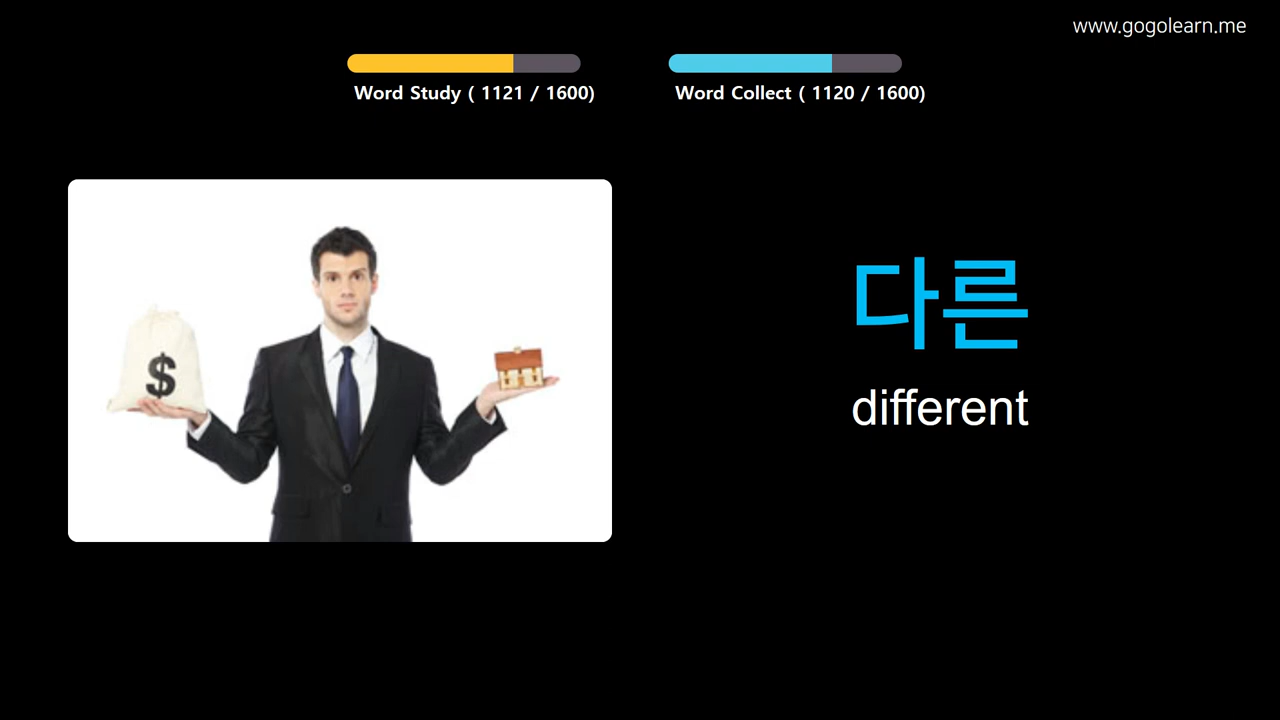 www.gogolearn.me
Word Study ( 1121 / 1600)
Word Collect ( 1120 / 1600)
$
다른
different